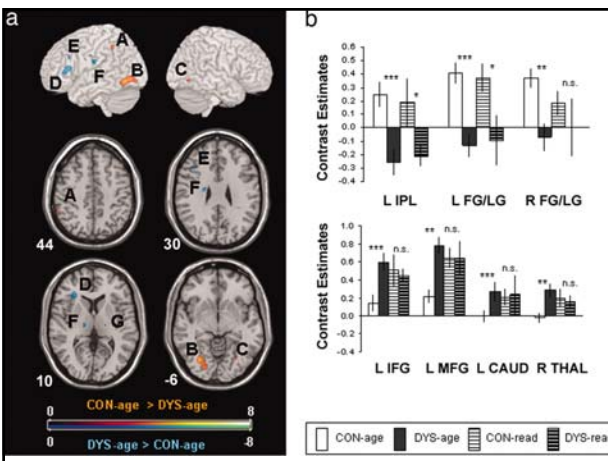 a
A
E
B
D
F
C
A
44
E
F
30
D
F
G
10
B
C
-6
CON-age > DYS-age
0
8
0
-8
DYS-age > CON-age
b
Contrast Estimates
0.6
0.5
0.4
0.3
0.2
0.1
0.0
-0.1
-0.2
-0.3
-0.4
***
*
***
*
**
n.s.
L IPL
L FG/LG
R FG/LG
Contrast Estimates
1.0
0.8
0.6
0.4
0.2
0.0
0.2
0.4
***
n.s.
**
n.s.
***
n.s.
**
n.s.
L IFG
L MFG
L CAUD
R THAL
CON-age
DYS-age
CON-read
DYS-read